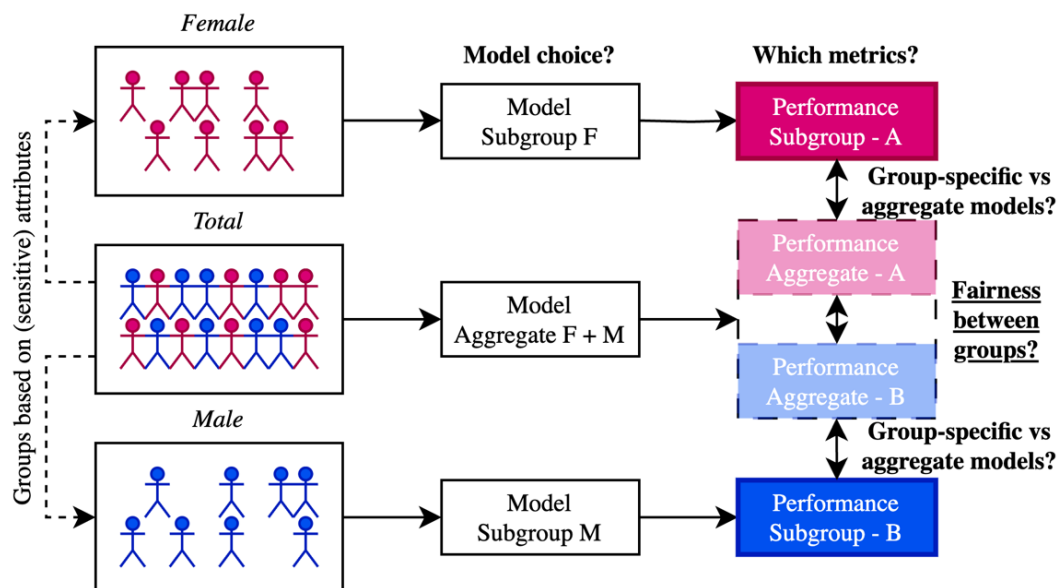 Female
Model choice?
Which metrics?
Model
Subgroup F
Performance
Subgroup - A
Group-specific vs
aggregate models?
Groups based on (sensitive) attributes
Total
Model
Aggregate F + M
Performance
Aggregate - A
Fairness
between
groups?
Performance
Aggregate - B
Group-specific vs
aggregate models?
Male
Model
Subgroup M
Performance
Subgroup - B